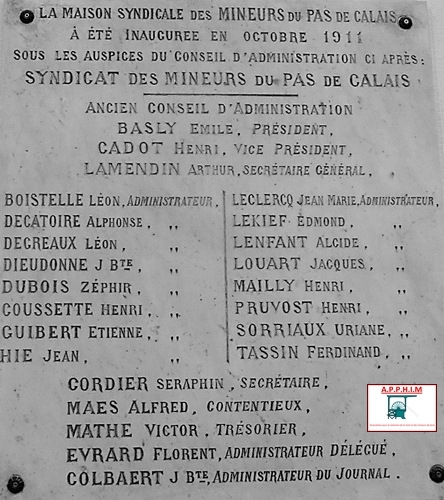 LA MAISON SYNDICALE DES MINEURS DU PAS DE CALAIS
A ÉTÉ INAUGUREE EN OCTOBRE 1911
SOUS LES AUSPICES DU CONSEIL D'ADMINISTRATION CI APRÈS:
SYNDICAT DES MINEURS DU PAS DE CALAIS
ANCIEN CONSEIL D'ADMINISTRATION
BASLY EMILE, PRÉSIDENT,
CADOT HENRI, VICE PRÉSIDENT,
LAMENDIN ARTHUR, SECRÉTAIRE GÉNÉRAL,
BOISTELLE LÉON, ADMINISTRATEUR,
DECATOIRE ALPHONSE, ,,
DEGREAUX LÉON, ,,
DIEUDONNE J BTE, ,,
DUBOIS ZÉPHIR, ,,
COUSSETTE HENRI, ,,
GUIBERT ETIENNE, ,,
HIE JEAN, ,,
LECLERCQ JEAN MARIE, ADMINISTRATEUR,
LEKIEF EDMOND, ,,
LENFANT ALCIDE, ,,
LOUART JACQUES, ,,
MAILLY HENRI, ,,
PRUVOST HENRI, ,,
SORRIAUX URIANE, ,,
TASSIN FERDINAND, ,,
CORDIER SERAPHIN, SECRÉTAIRE,
MAES ALFRED, CONTENTIEUX,
MATHE VICTOR, TRÉSORIER,
EVRARD FLORENT, ADMINISTRATEUR DÉLÉGUÉ,
COLBAERT J BTE, ADMINISTRATEUR DU JOURNAL.
A.P.P.H.I.M